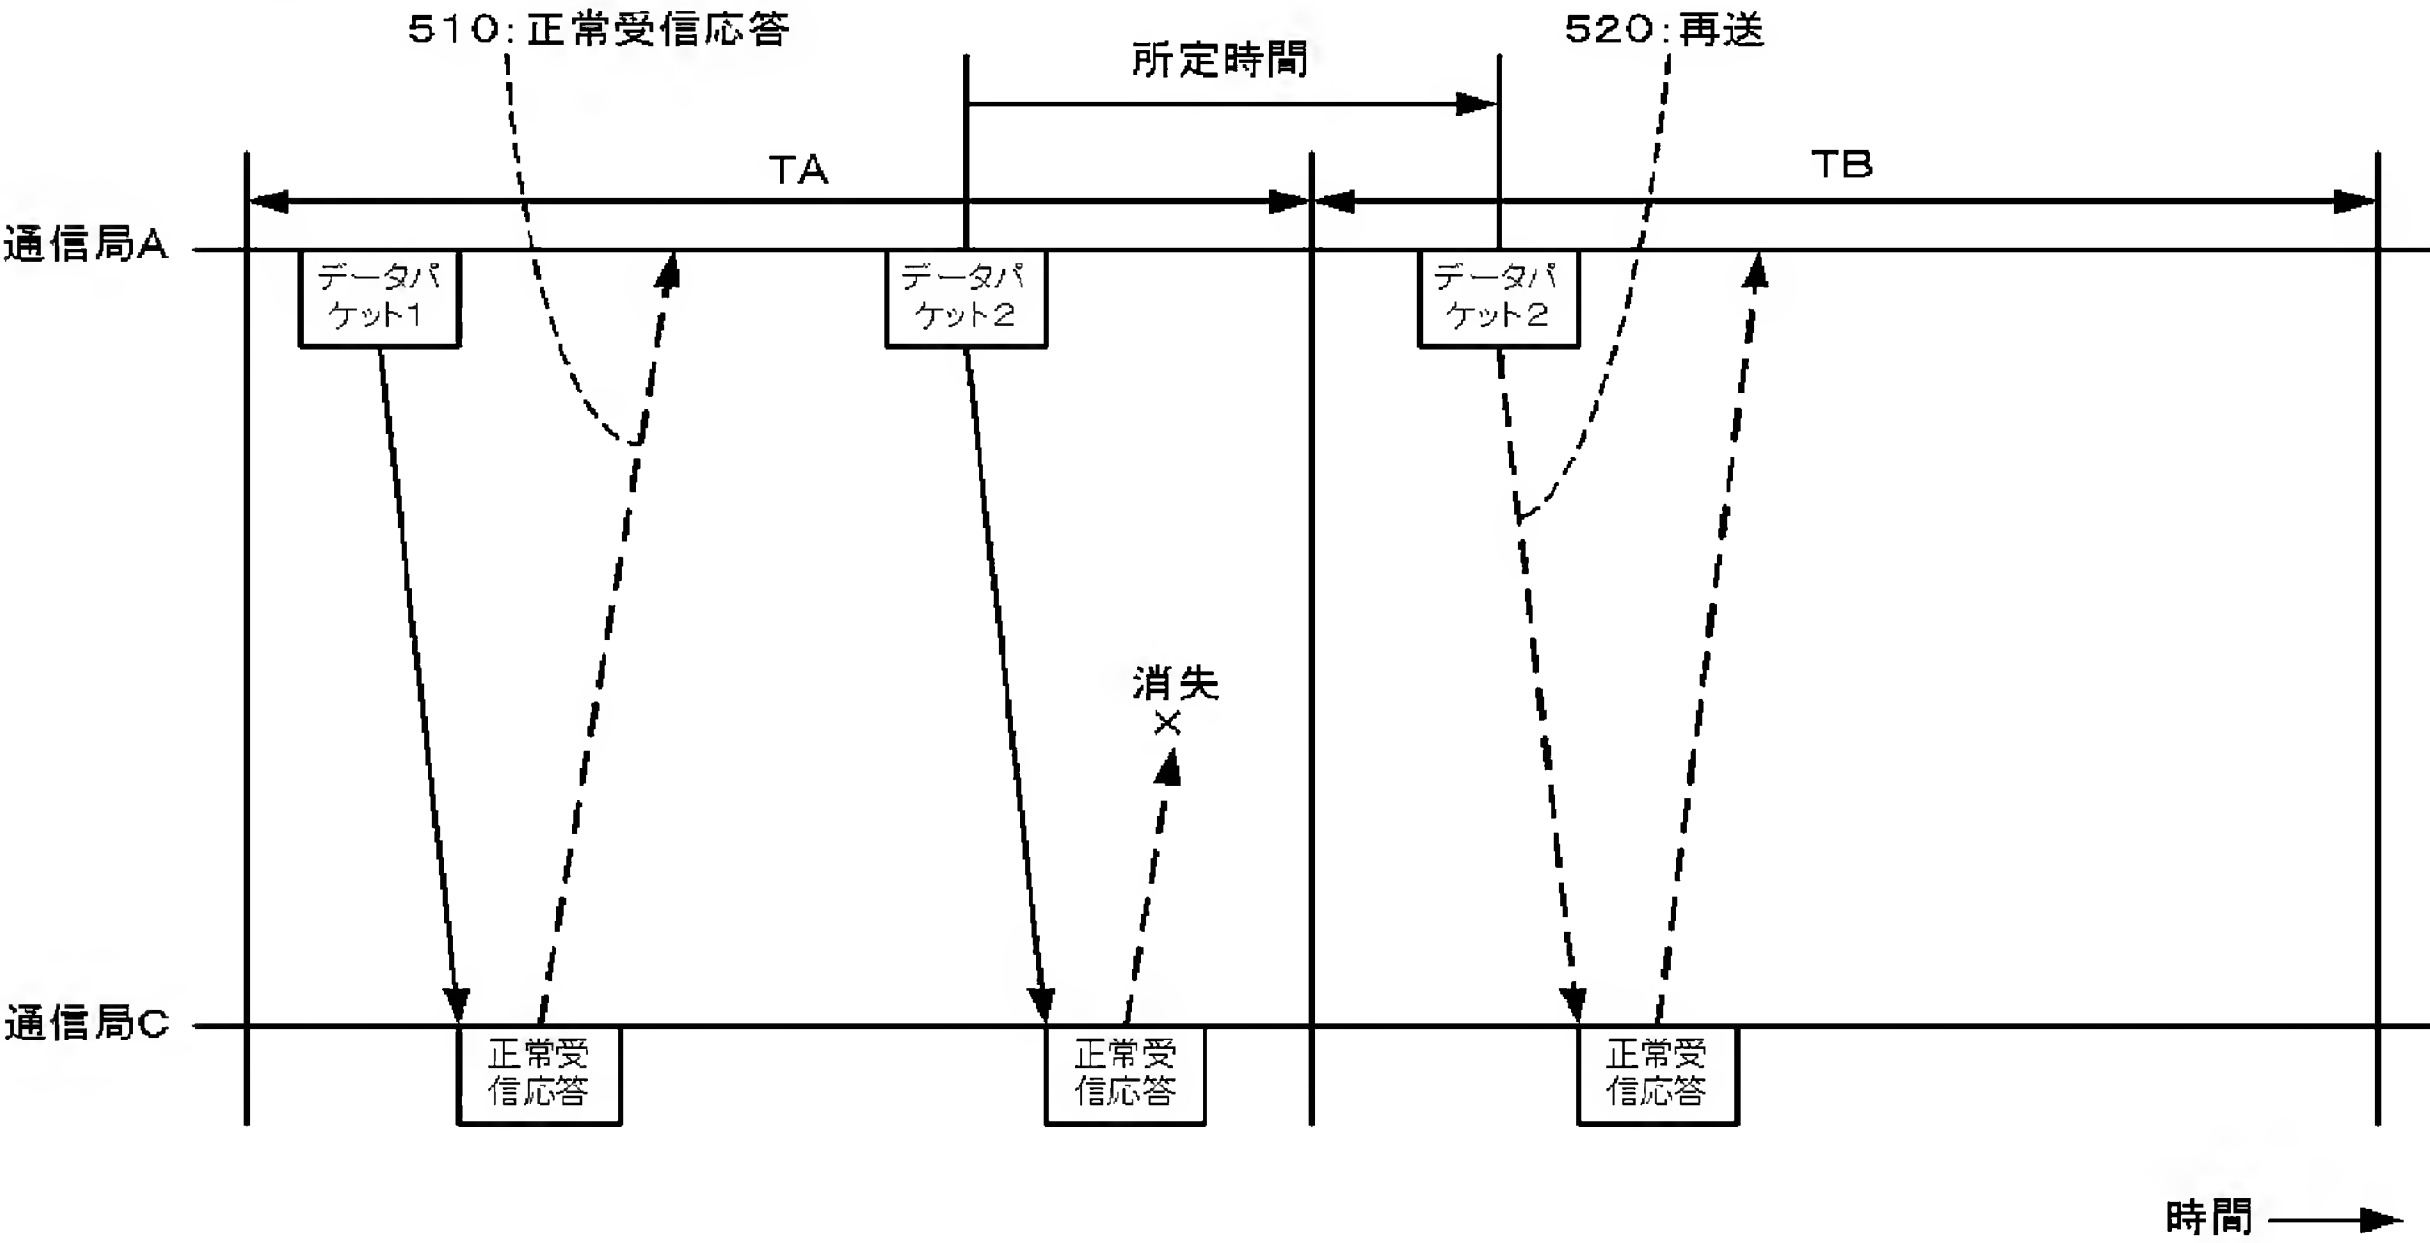 510:正常受信応答
520:再送
所定時間
TA
TB
通信局A
データパ
ケット1
データパ
ケット2
データパ
ケット2
消失
×
通信局C
正常受
信応答
正常受
信応答
正常受
信応答
時間